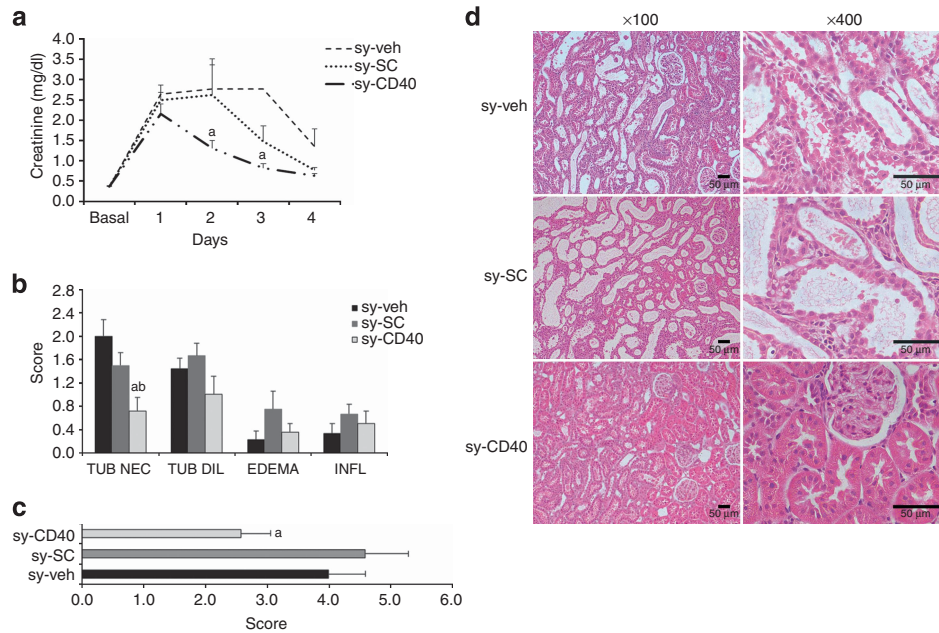 a
Creatinine (mg/dl)
4.0
3.5
3.0
2.5
2.0
1.5
1.0
0.5
0.0
sy-veh
sy-SC
sy-CD40
a
a
Basal 1 2 3 4
Days
b
Score
2.8
2.2
1.8
1.2
0.8
0.4
0.0
sy-veh
sy-SC
sy-CD40
ab
TUB NEC TUB DIL EDEMA INFL
c
sy-CD40
a
sy-SC
sy-veh
0.0 1.0 2.0 3.0 4.0 5.0 6.0
Score
d
×100 ×400
sy-veh
50 µm 50 µm
sy-SC
50 µm 50 µm
sy-CD40
50 µm 50 µm